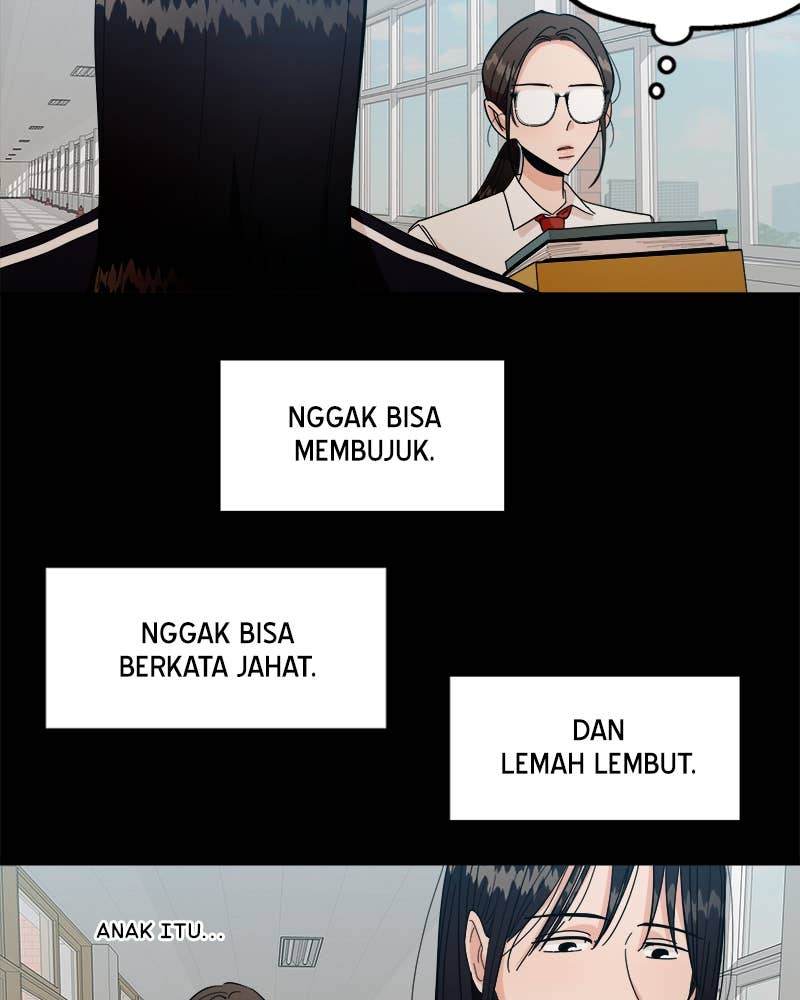 NGGAK BISA
MEMBUJUK.
NGGAK BISA
BERKATA JAHAT.
DAN
LEMAH LEMBUT.
ANAK ITU...